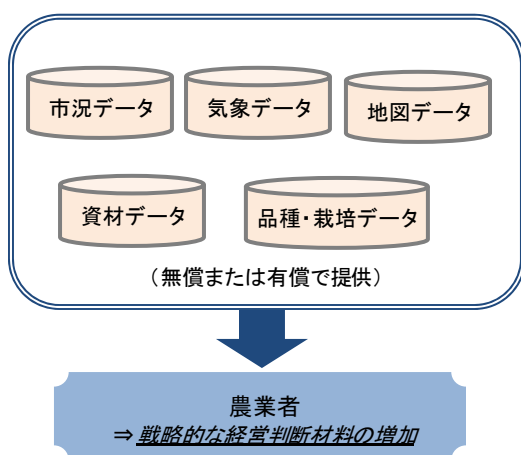 市況データ
気象データ
地図データ
資材データ
品種・栽培データ
（無償または有償で提供）
農業者
⇒戦略的な経営判断材料の増加